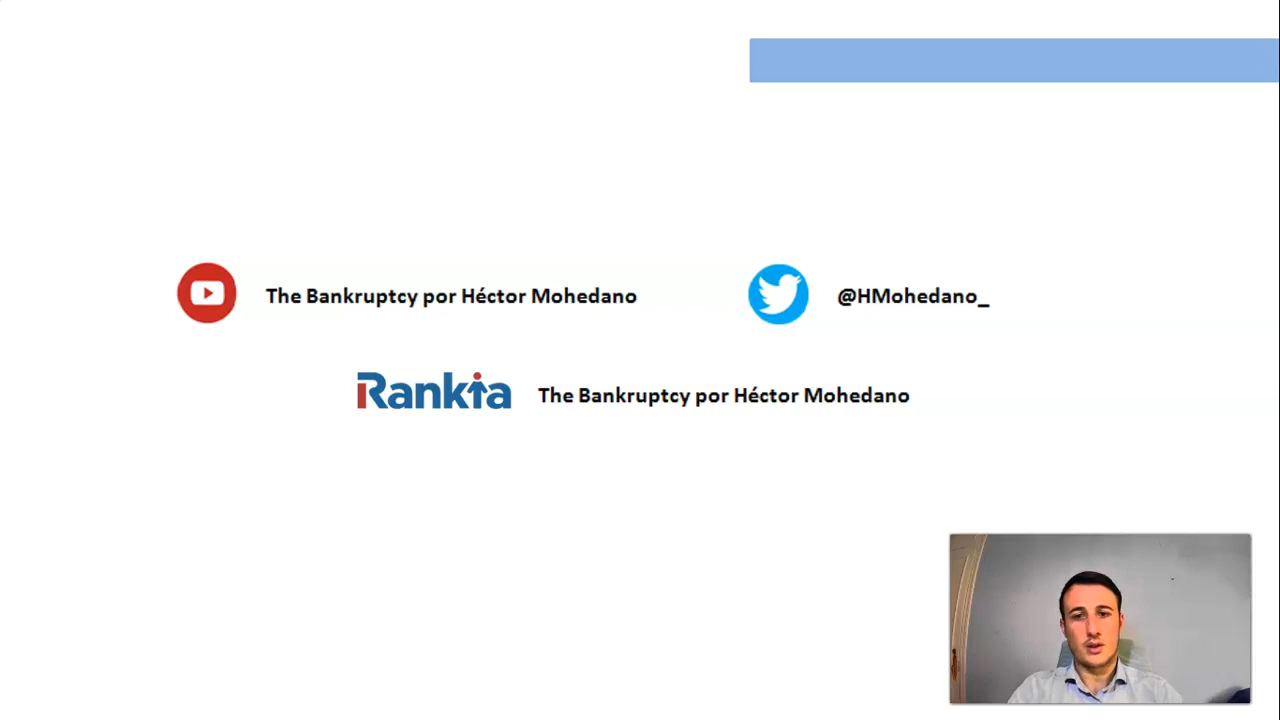 The Bankruptcy por Héctor Mohedano
@HMohedano_
Rankia
The Bankruptcy por Héctor Mohedano